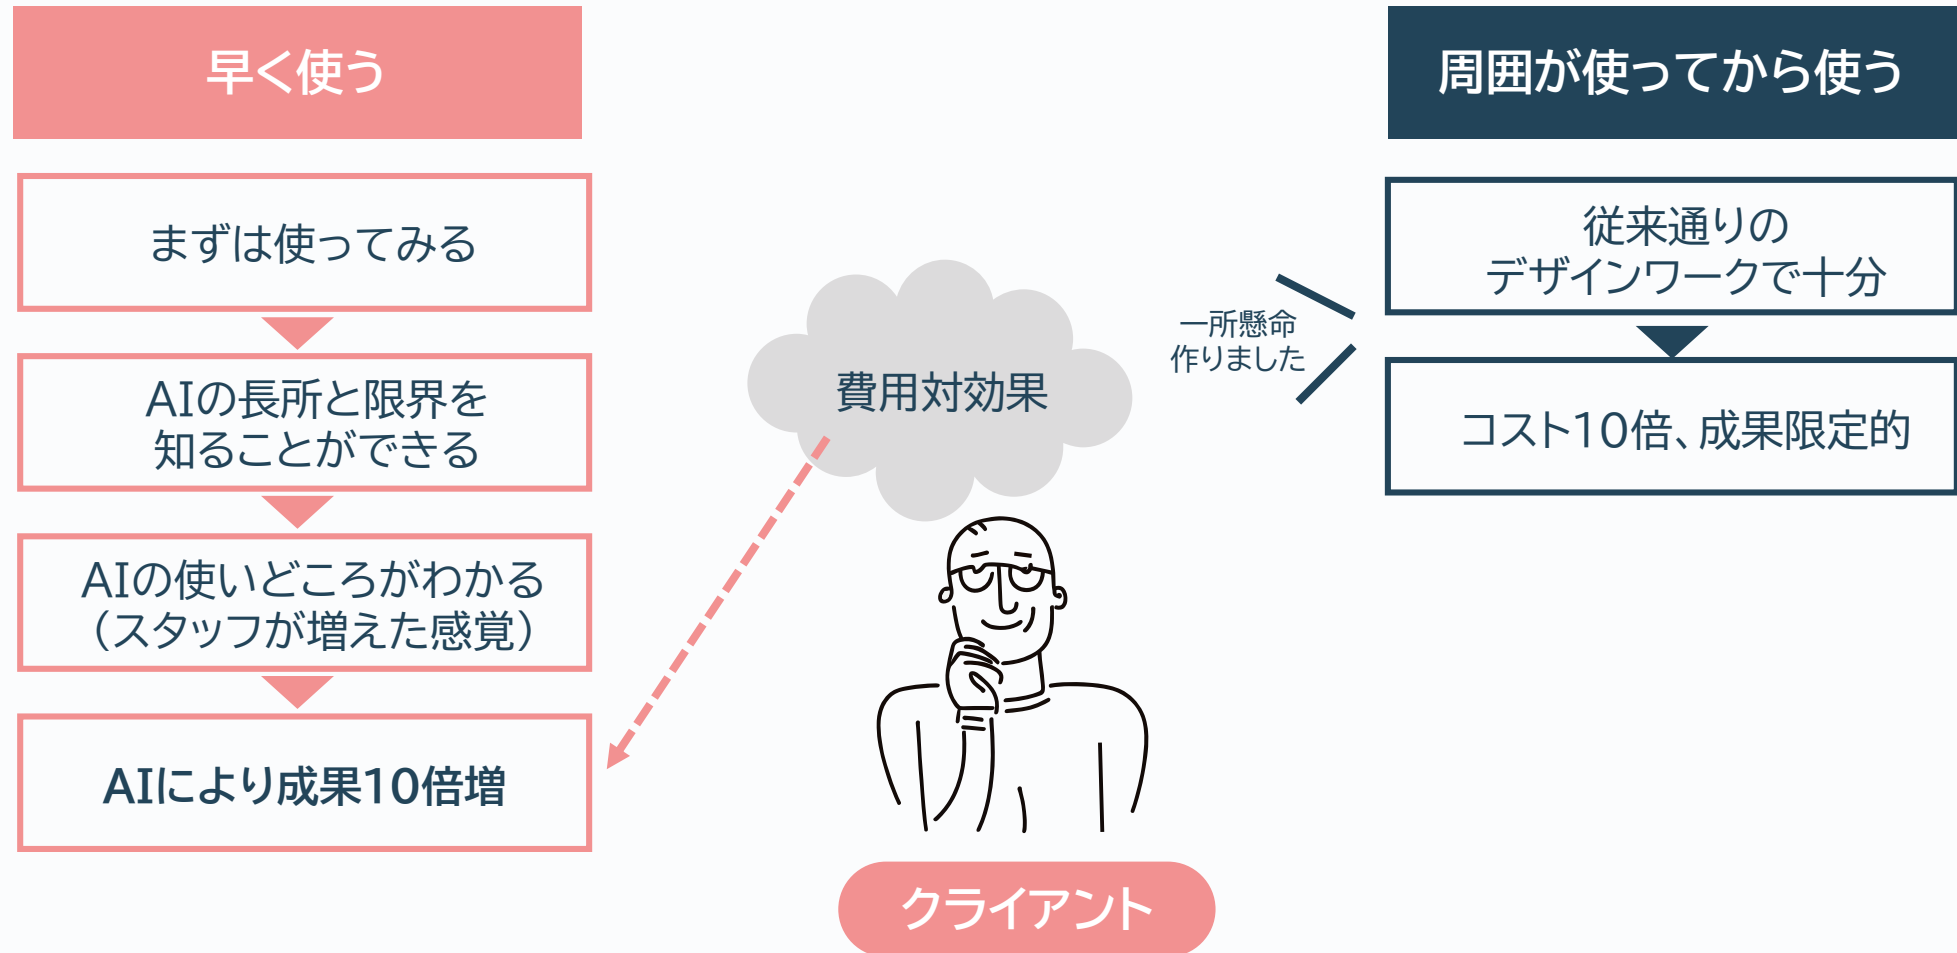 早く使う
まずは使ってみる
AIの長所と限界を
知ることができる
AIの使いどころがわかる
（スタッフが増えた感覚）
AIにより成果10倍増
費用対効果
クライアント
一所懸命
作りました
周囲が使ってから使う
従来通りの
デザインワークで十分
コスト10倍、成果限定的